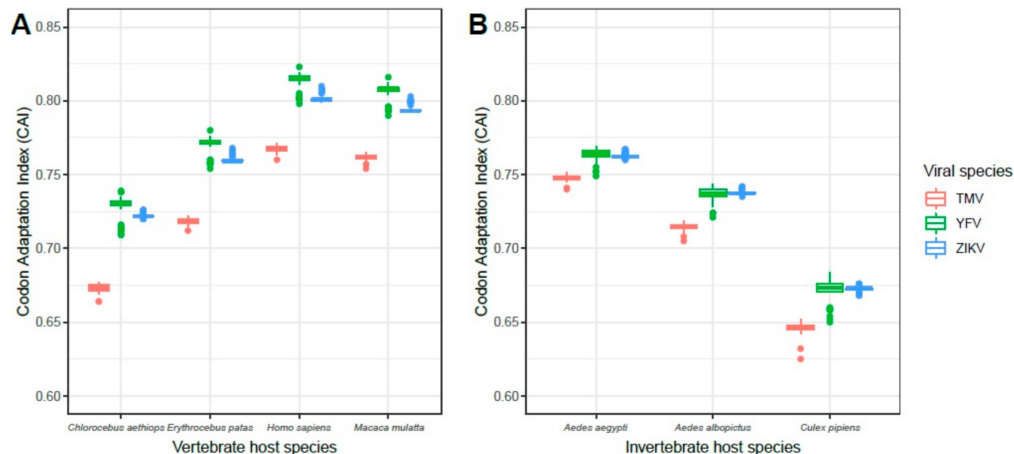 A
Codon Adaptation Index (CAI)
0.85
0.80
0.75
0.70
0.65
0.60
Chlorocebus aethiops Erythrocebus patas Homo sapiens Macaca mulatta
Vertebrate host species
B
Codon Adaptation Index (CAI)
0.85
0.80
0.75
0.70
0.65
0.60
Aedes aegypti Aedes albopictus Culex pipiens
Invertebrate host species
Viral species
TMV
YFV
ZIKV